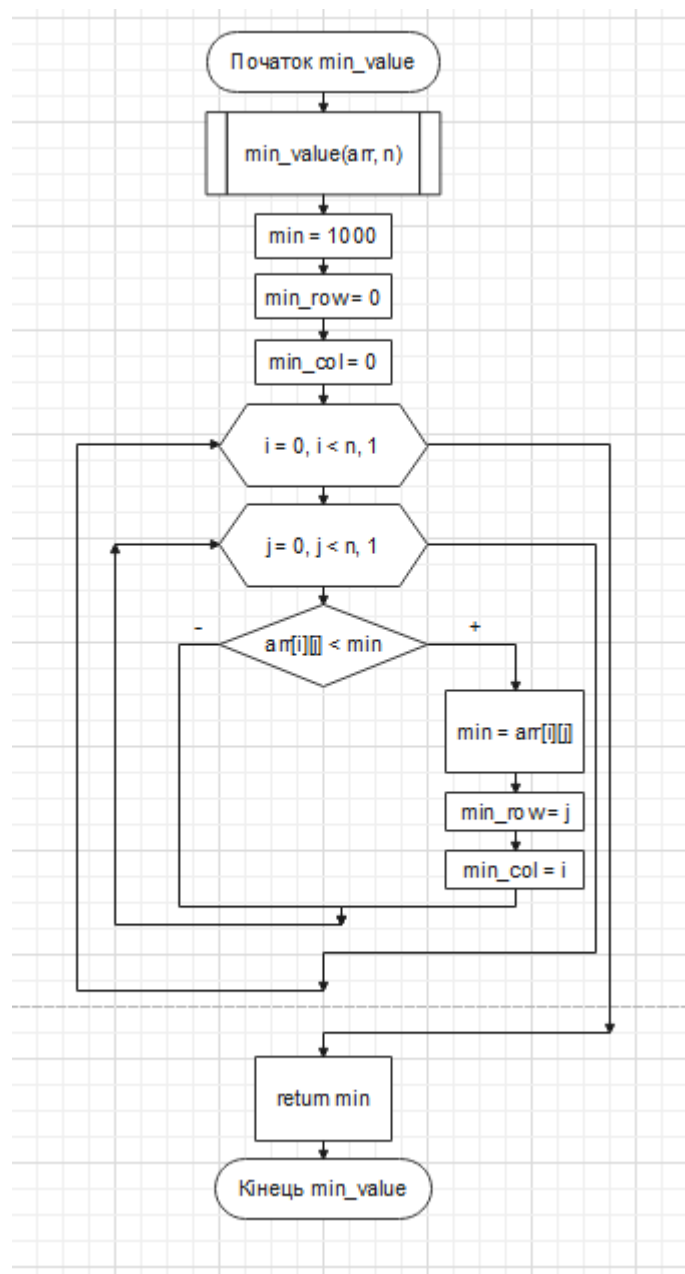 Початок min_value
min_value(arr, n)
min = 1000
min_row= 0
min_col = 0
i = 0, i < n, 1
j = 0, j < n, 1
-
+
arr[i][j] < min
min = arr[i][j]
min_row= j
min_col = i
return min
Кінець min_value